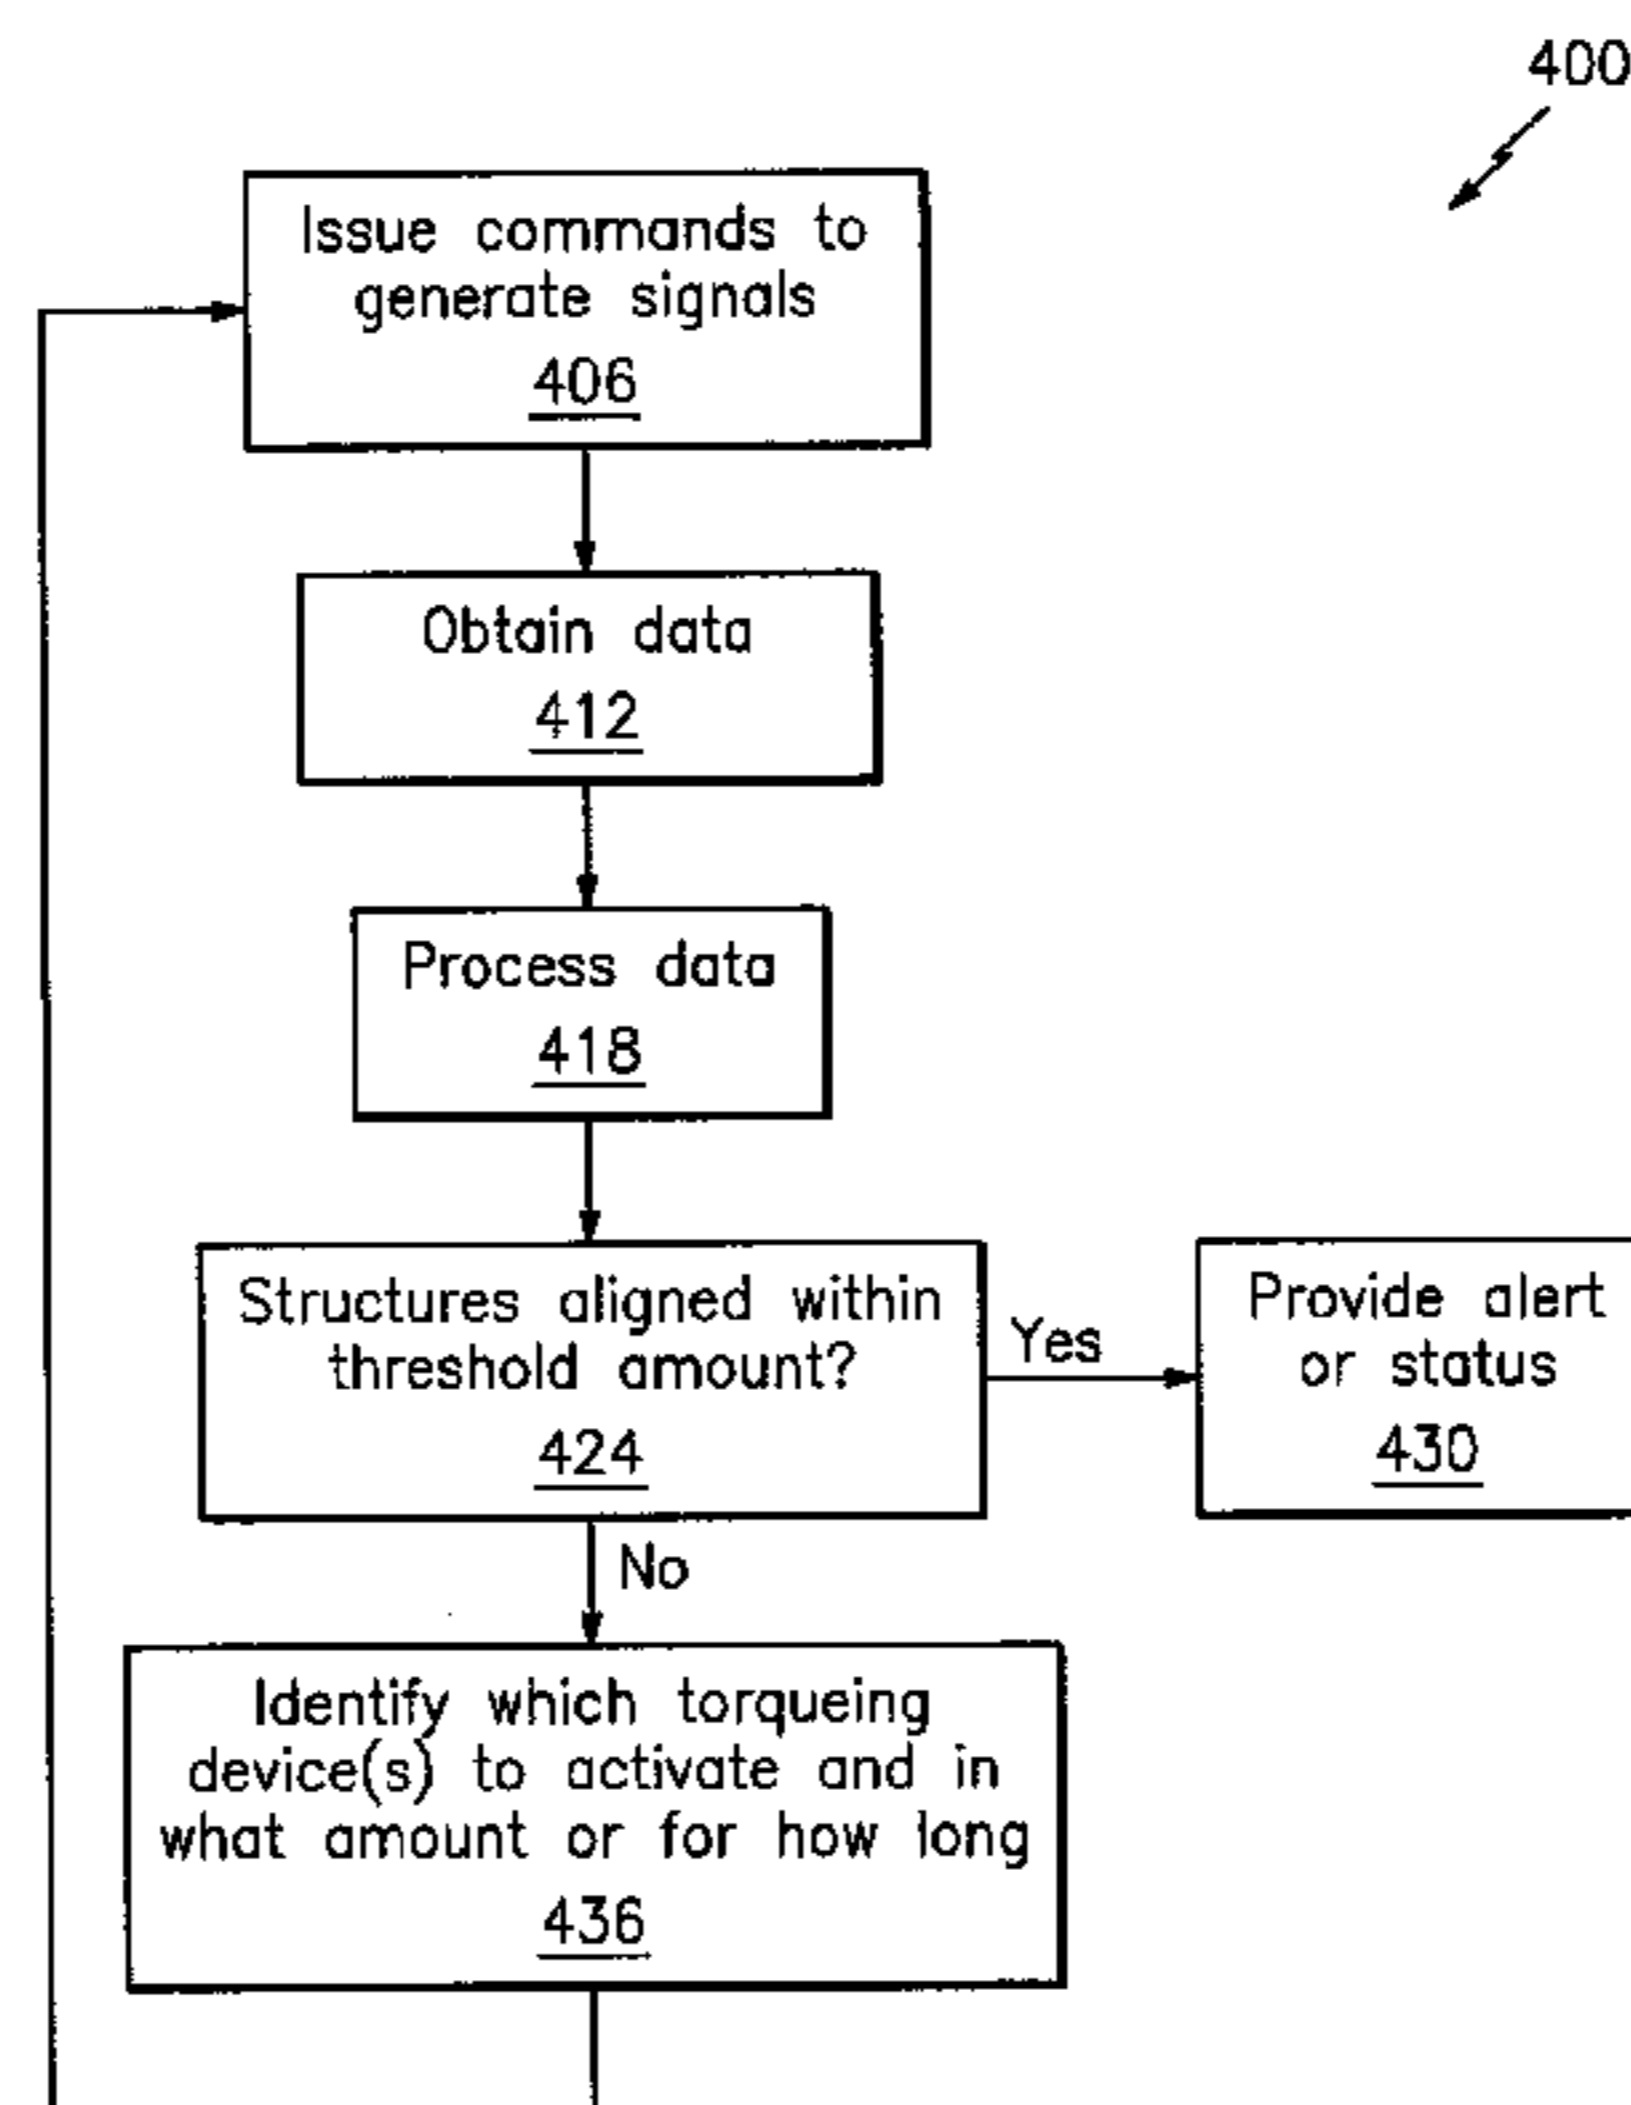 400
Issue commands to
generate signals
406
Obtain data
412
Process data
418
Structures aligned within
threshold amount?
424
Yes
Provide alert
or status
430
No
Identify which torqueing
device(s) to activate and in
what amount or for how long
436